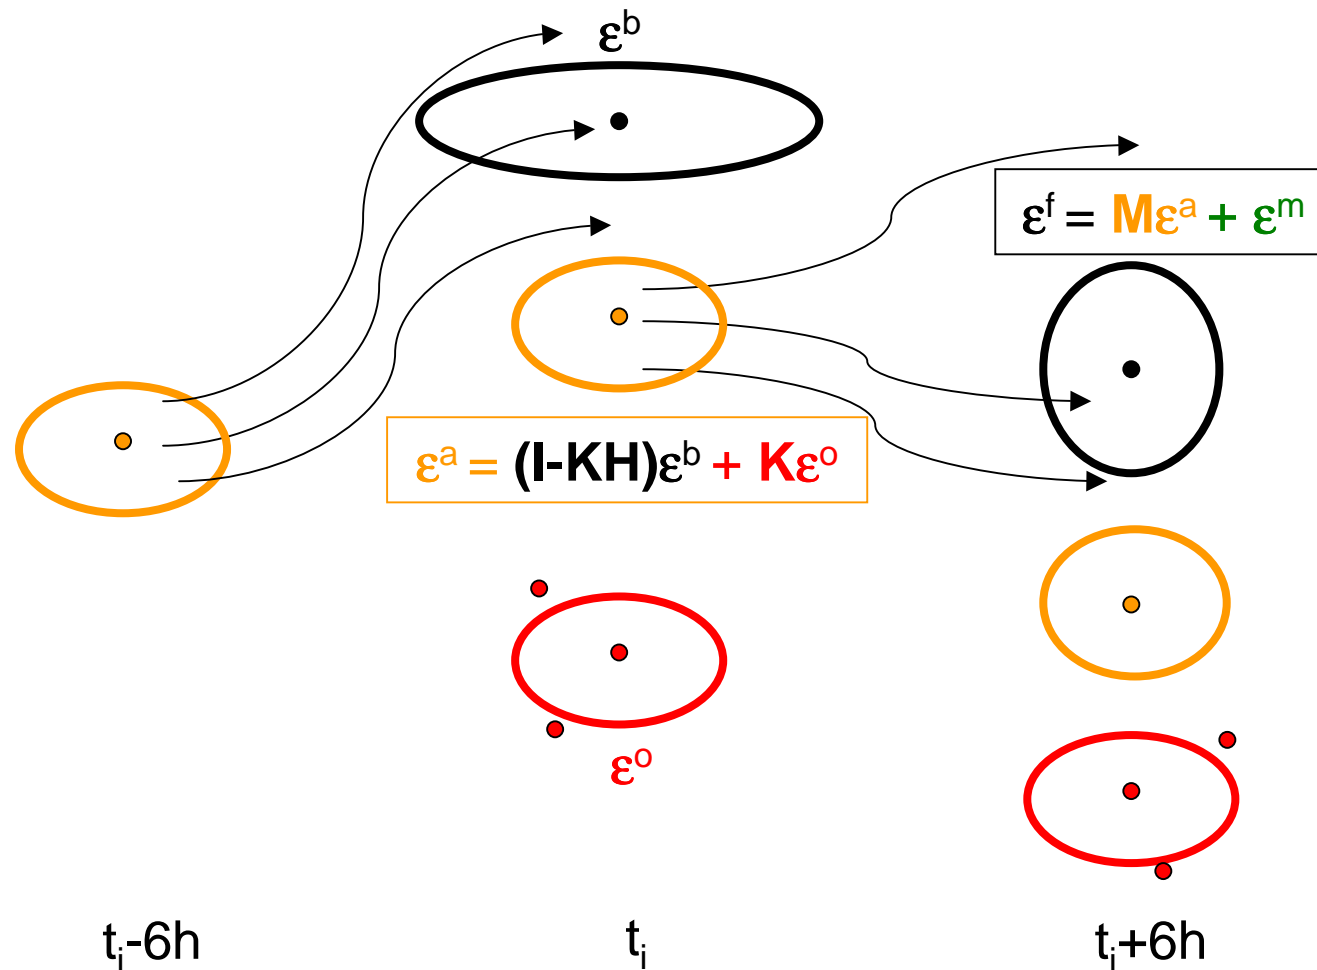 εᵇ
εᶠ = Mεᵃ + εᵐ
εᵃ = (I-KH)εᵇ + Kεᵒ
εᵒ
tᵢ-6h
tᵢ
tᵢ+6h